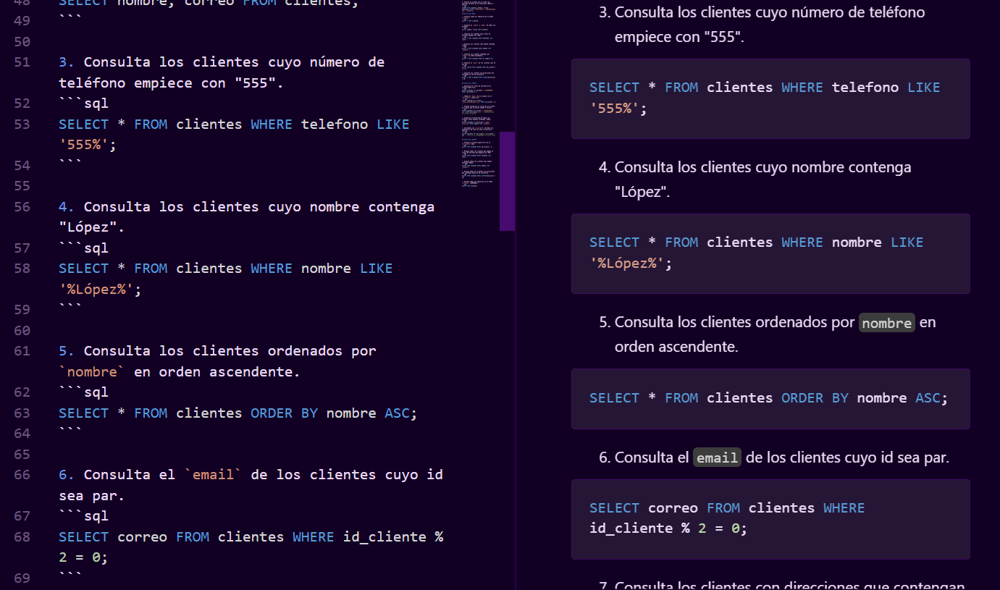 48 SELECT nombre, correo FROM clientes;
49 ```
50
51 3. Consulta los clientes cuyo número de
teléfono empiece con "555".
52 ```sql
53 SELECT * FROM clientes WHERE telefono LIKE
'555%';
54 ```
55
56 4. Consulta los clientes cuyo nombre contenga
"López".
57 ```sql
58 SELECT * FROM clientes WHERE nombre LIKE
'%López%';
59 ```
60
61 5. Consulta los clientes ordenados por
`nombre` en orden ascendente.
62 ```sql
63 SELECT * FROM clientes ORDER BY nombre ASC;
64 ```
65
66 6. Consulta el `email` de los clientes cuyo id
sea par.
67 ```sql
68 SELECT correo FROM clientes WHERE id_cliente %
2 = 0;
69 ```
3. Consulta los clientes cuyo número de teléfono
empiece con "555".
SELECT * FROM clientes WHERE telefono LIKE
'555%';
4. Consulta los clientes cuyo nombre contenga
"López".
SELECT * FROM clientes WHERE nombre LIKE
'%López%';
5. Consulta los clientes ordenados por nombre en
orden ascendente.
SELECT * FROM clientes ORDER BY nombre ASC;
6. Consulta el email de los clientes cuyo id sea par.
SELECT correo FROM clientes WHERE
id_cliente % 2 = 0;
7. Consulta los clientes con direcciones que contengan